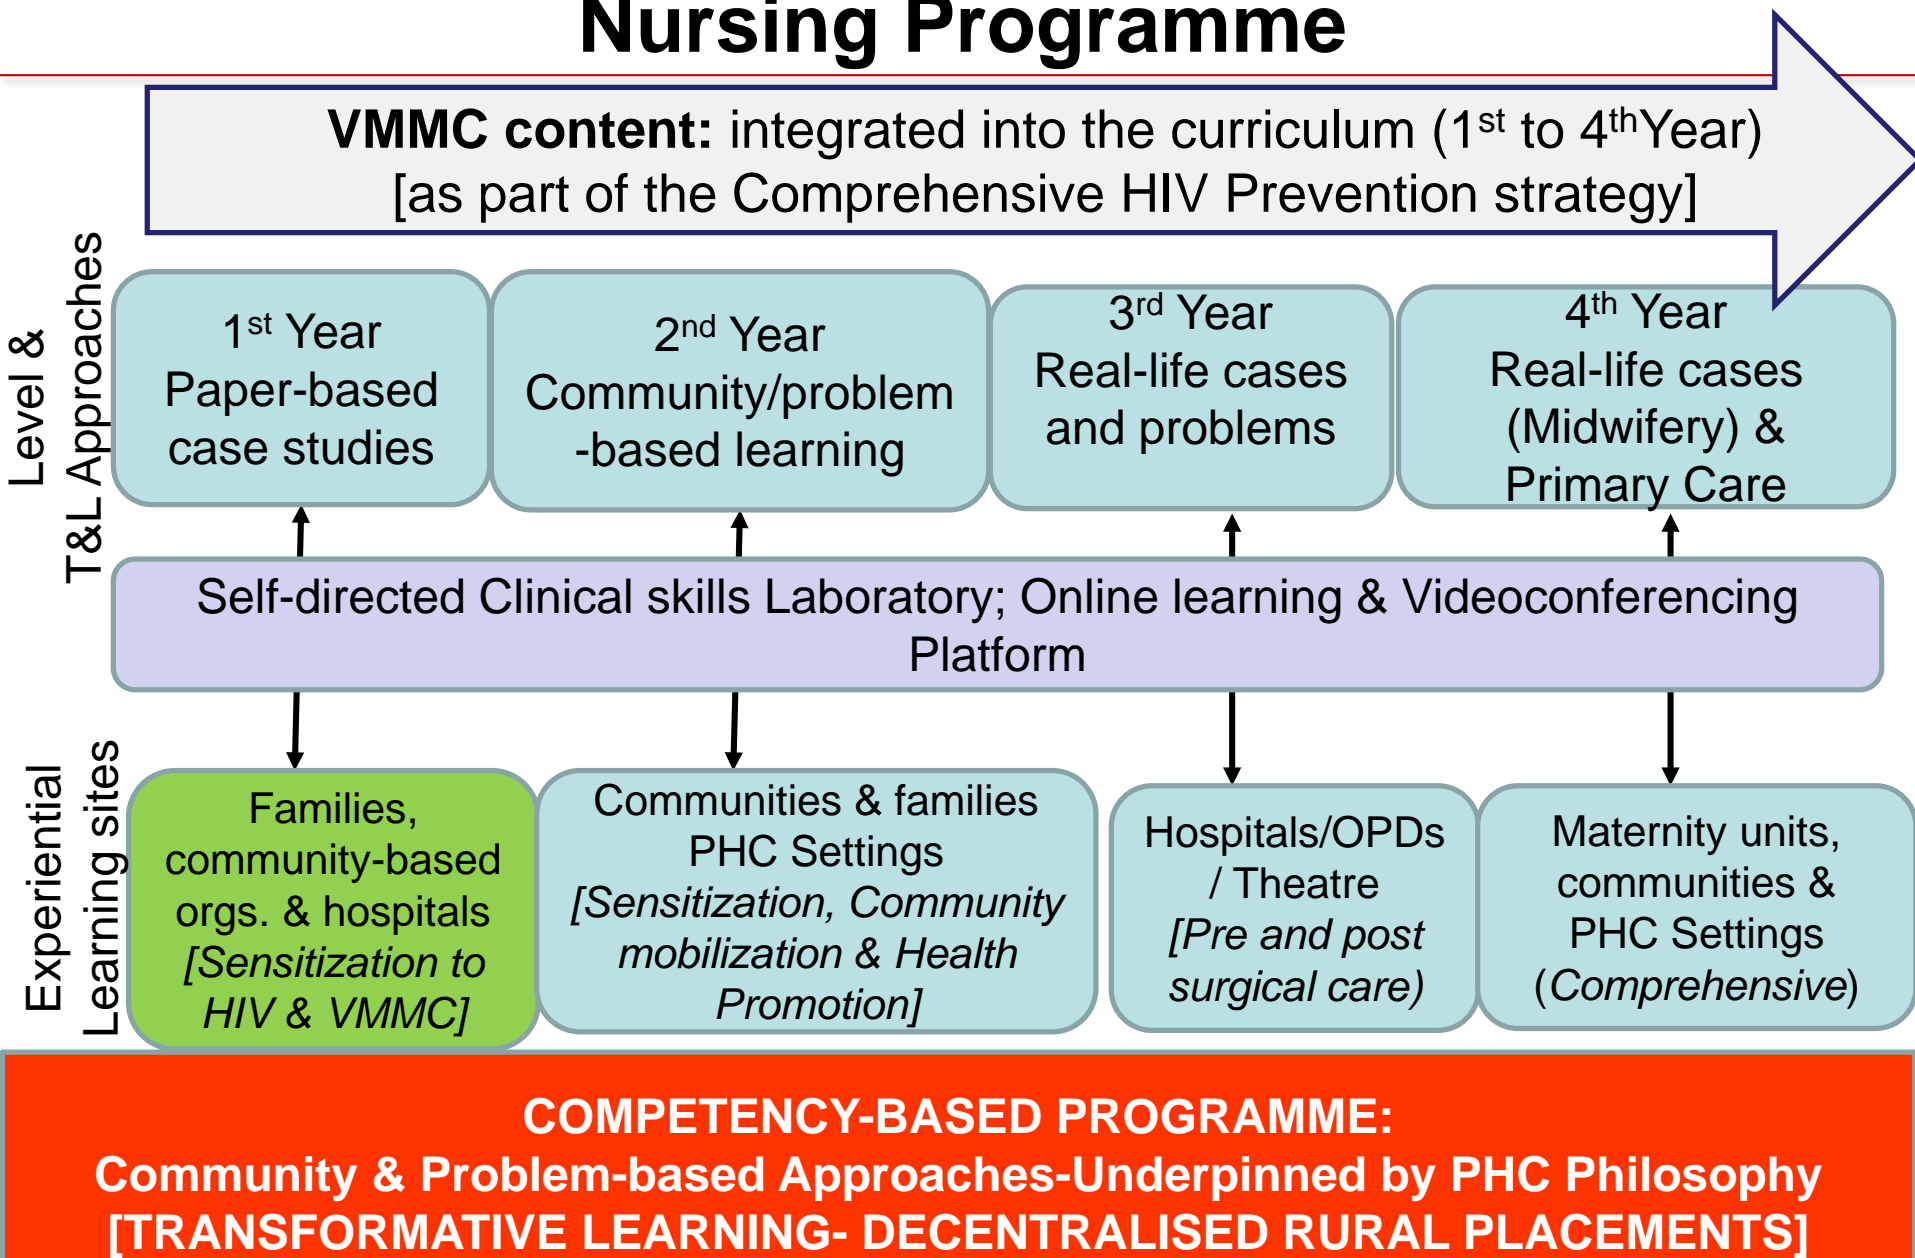 Nursing Programme
VMMC content: integrated into the curriculum (1st to 4thYear)
[as part of the Comprehensive HIV Prevention strategy]
Level &
T&L Approaches
1st Year
Paper-based
case studies
2nd Year
Community/problem
-based learning
3rd Year
Real-life cases
and problems
4th Year
Real-life cases
(Midwifery) &
Primary Care
Self-directed Clinical skills Laboratory; Online learning & Videoconferencing
Platform
Experiential
Learning sites
Families,
community-based
orgs. & hospitals
[Sensitization to
HIV & VMMC]
Communities & families
PHC Settings
[Sensitization, Community
mobilization & Health
Promotion]
Hospitals/OPDs
/ Theatre
[Pre and post
surgical care)
Maternity units,
communities &
PHC Settings
(Comprehensive)
COMPETENCY-BASED PROGRAMME:
Community & Problem-based Approaches-Underpinned by PHC Philosophy
[TRANSFORMATIVE LEARNING- DECENTRALISED RURAL PLACEMENTS]